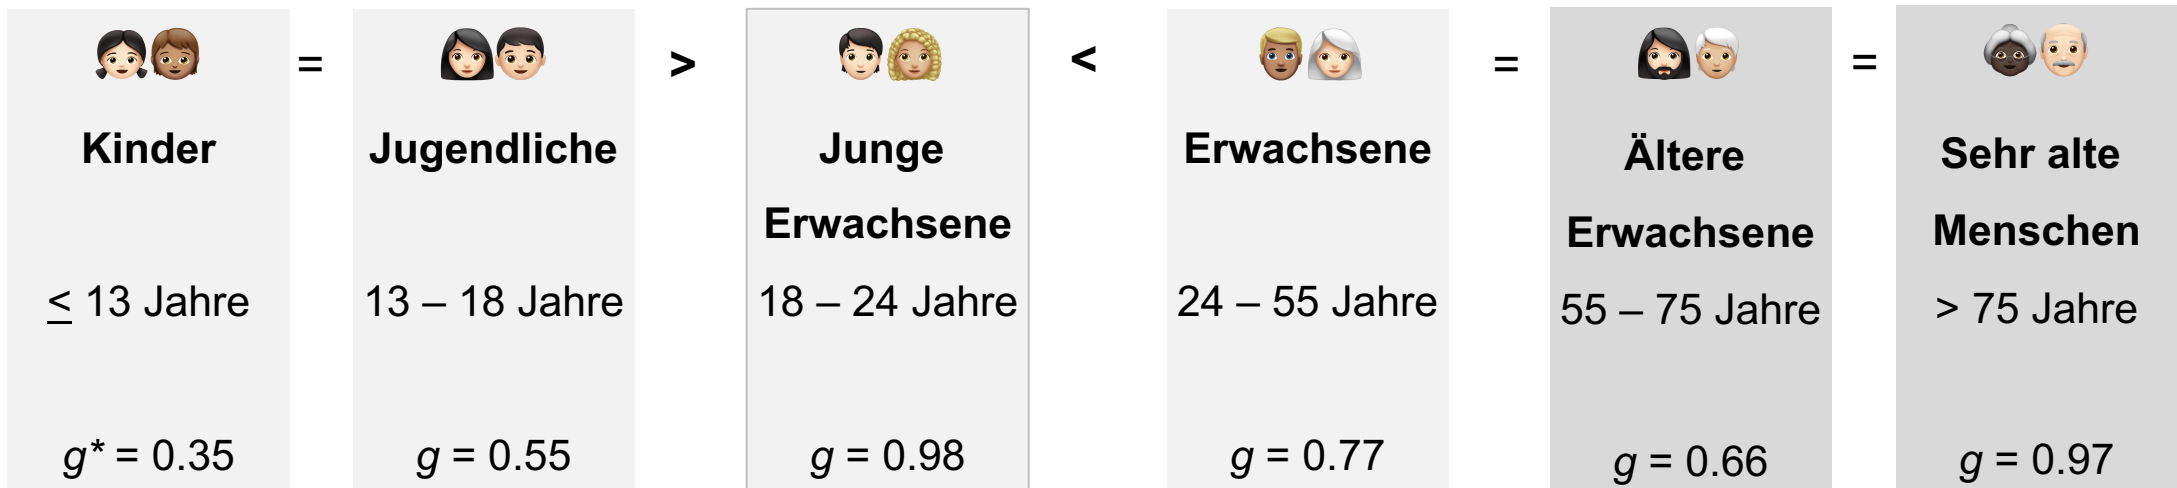 = > < = =
Kinder
Jugendliche
Junge
Erwachsene
Erwachsene
Ältere
Erwachsene
Sehr alte
Menschen
≤ 13 Jahre
13 – 18 Jahre
18 – 24 Jahre
24 – 55 Jahre
55 – 75 Jahre
> 75 Jahre
g* = 0.35
g = 0.55
g = 0.98
g = 0.77
g = 0.66
g = 0.97